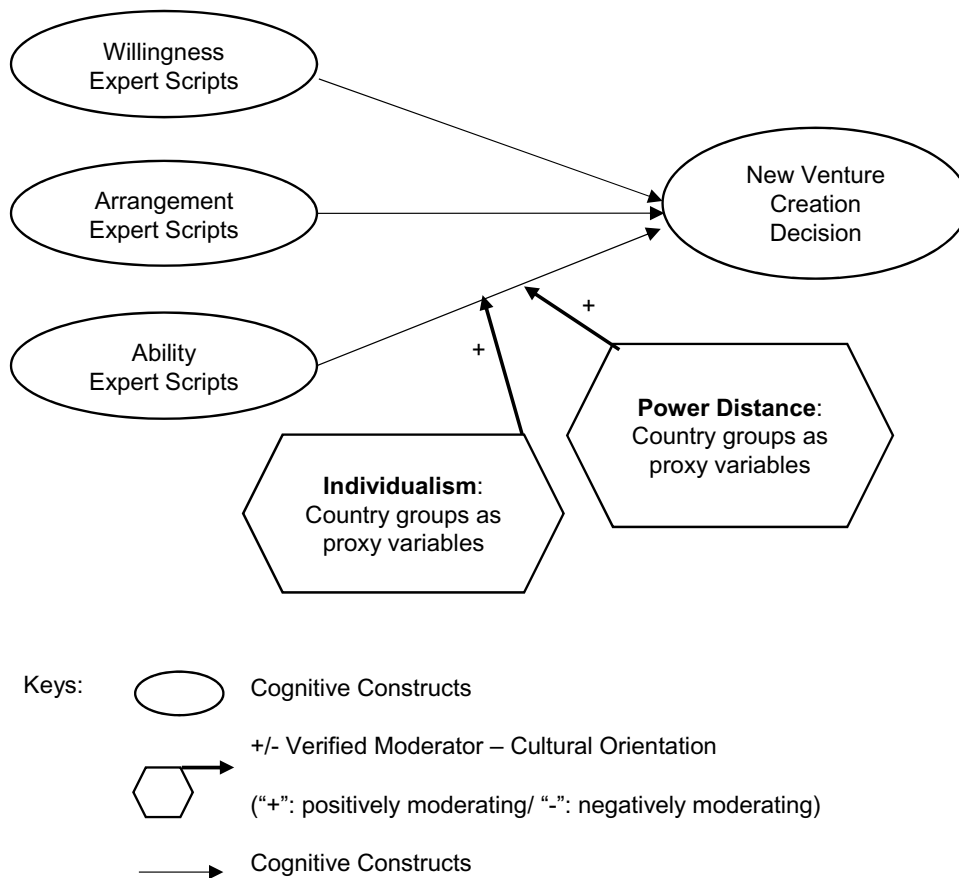 Willingness
Expert Scripts
Arrangement
Expert Scripts
Ability
Expert Scripts
New Venture
Creation
Decision
+
+
Power Distance:
Country groups as
proxy variables
Individualism:
Country groups as
proxy variables
Keys:
Cognitive Constructs
+/- Verified Moderator – Cultural Orientation
(“+”: positively moderating/ “-”: negatively moderating)
Cognitive Constructs